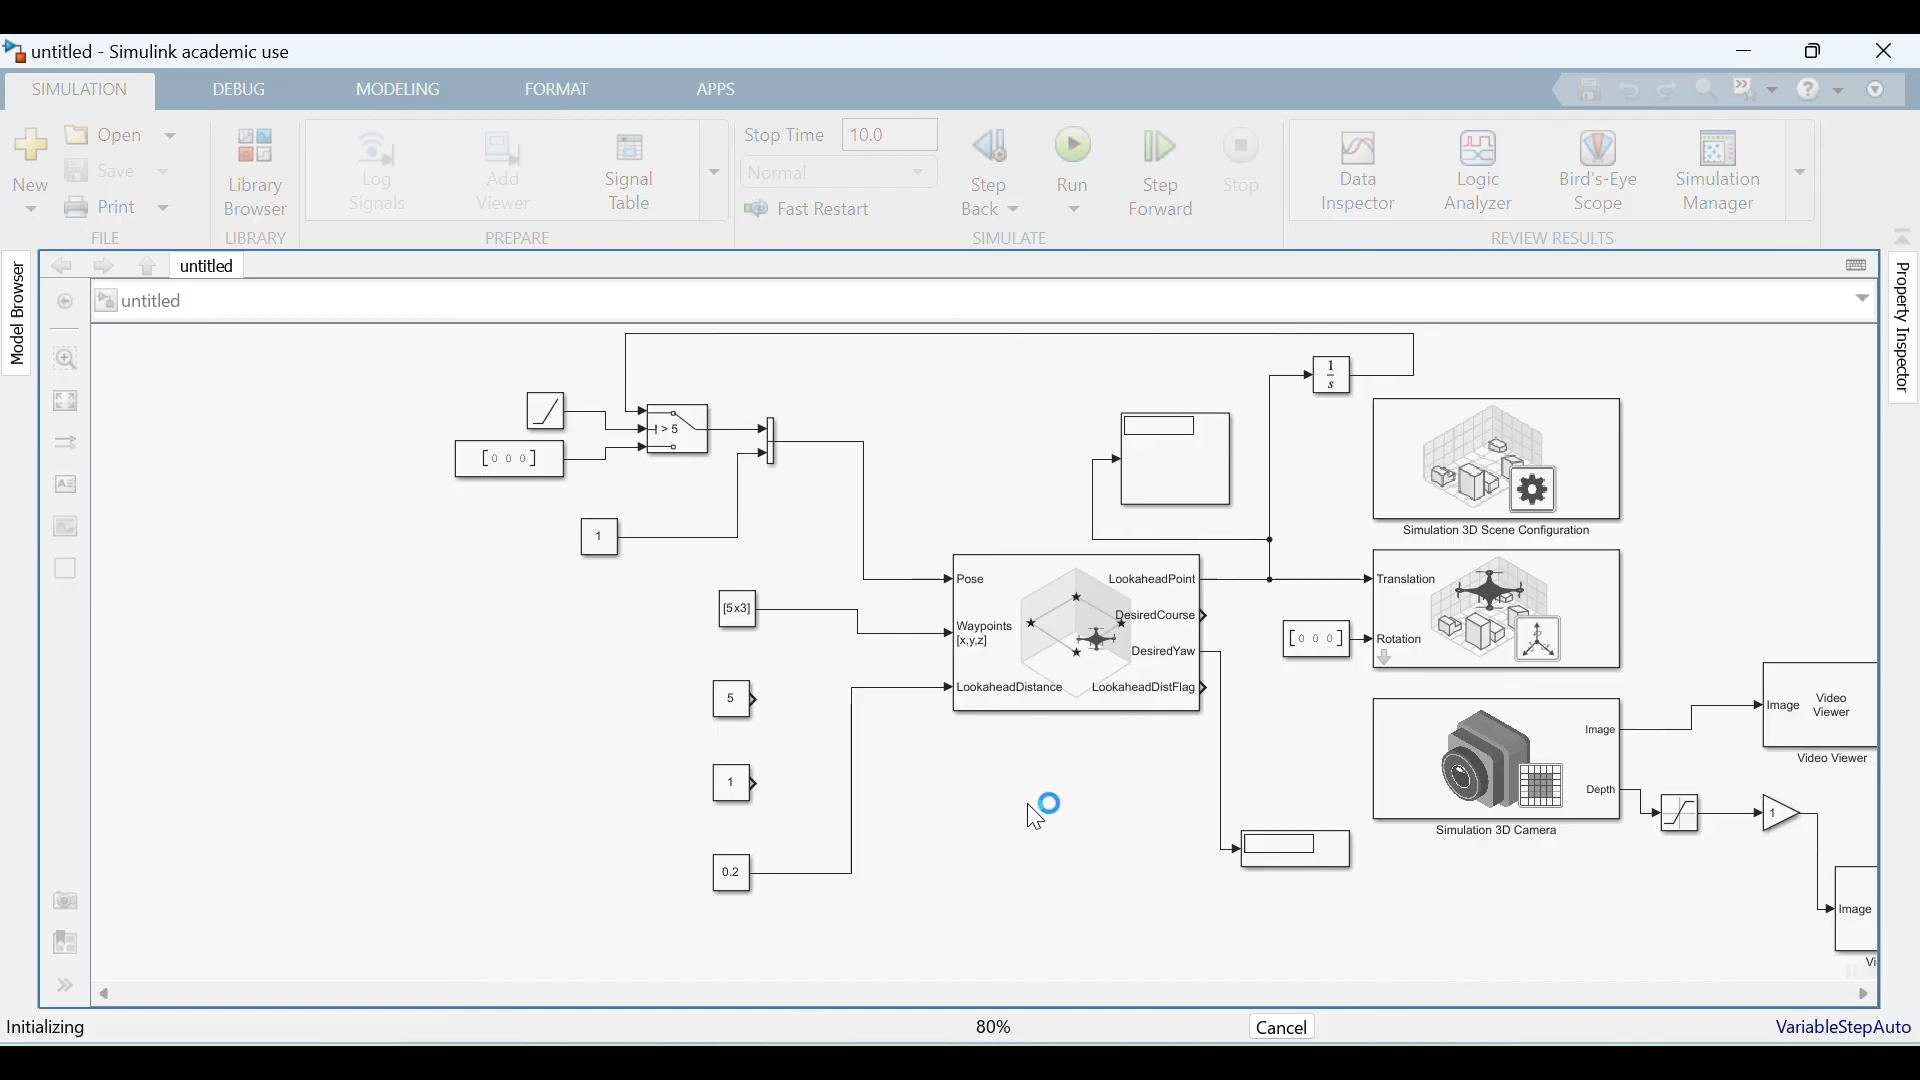 untitled - Simulink academic use
SIMULATION DEBUG MODELING FORMAT APPS
New
Open
Save
Print
FILE
Library
Browser
LIBRARY
Log
Signals
Add
Viewer
Signal
Table
PREPARE
Stop Time 10.0
Normal
Fast Restart
Step
Back
Run
Step
Forward
Stop
SIMULATE
Data
Inspector
Logic
Analyzer
Bird's-Eye
Scope
Simulation
Manager
REVIEW RESULTS
Model Browser
Property Inspector
untitled
untitled
1
s
> 5
[0 0 0]
1
Simulation 3D Scene Configuration
Pose
Waypoints
[x,y,z]
LookaheadDistance
LookaheadPoint
DesiredCourse
DesiredYaw
LookaheadDistFlag
[5x3]
Translation
Rotation
[0 0 0]
5
1
0.2
Image
Depth
Simulation 3D Camera
Image
Video
Viewer
Video Viewer
1
Image
Vi
Initializing 80% Cancel VariableStepAuto